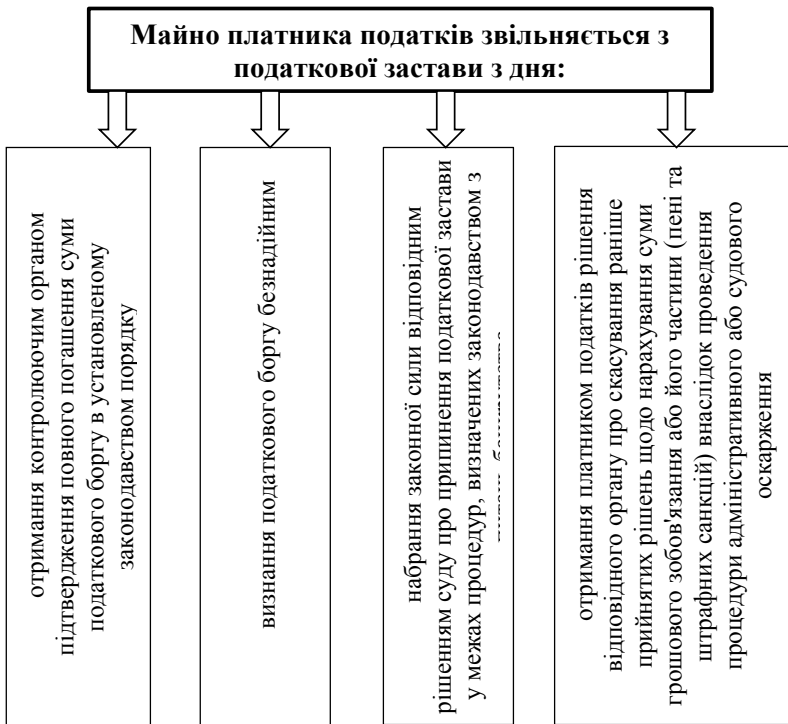 Майно платника податків звільняється з
податкової застави з дня:
отримання контролюючим органом
підтвердження повного погашення суми
податкового боргу в установленому
законодавством порядку
визнання податкового боргу безнадійним
набрання законної сили відповідним
рішенням суду про припинення податкової застави
у межах процедур, визначених законодавством з
отримання платником податків рішення
відповідного органу про скасування раніше
прийнятих рішень щодо нарахування суми
грошового зобов'язання або його частини (пені та
штрафних санкцій) внаслідок проведення
процедури адміністративного або судового
оскарження